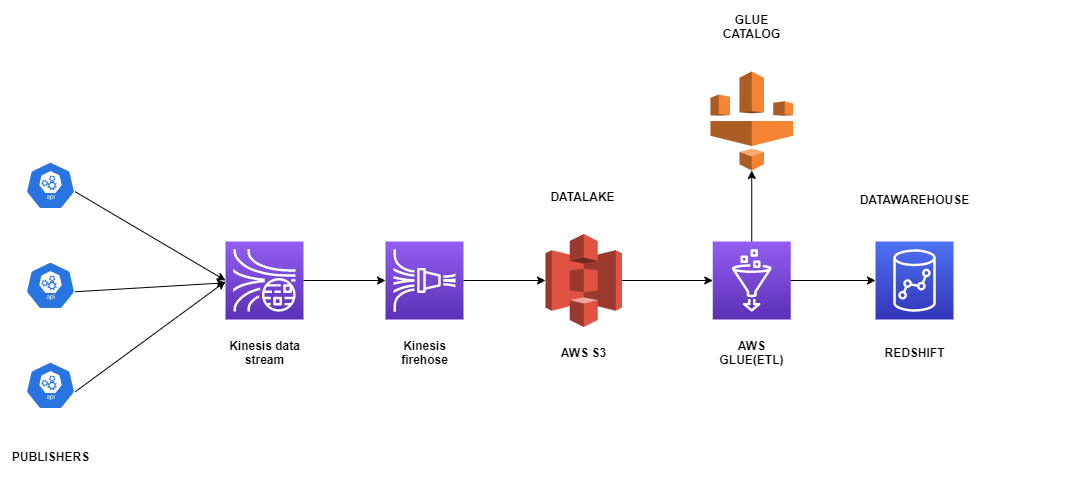 GLUE
CATALOG
api
DATALAKE
DATAWAREHOUSE
api
Kinesis data
stream
Kinesis
firehose
AWS S3
AWS
GLUE(ETL)
REDSHIFT
api
PUBLISHERS